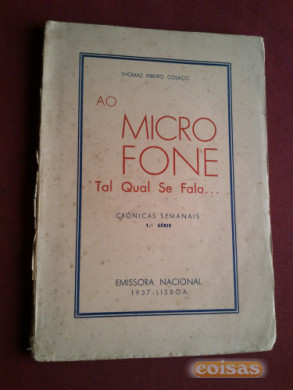 THOMAZ RIBEIRO COLAÇO
AO
MICRO
FONE
Tal Qual Se Fala...
CRÓNICAS SEMANAIS
1.ª SÉRIE
EMISSORA NACIONAL
1937-LISBOA
coisas